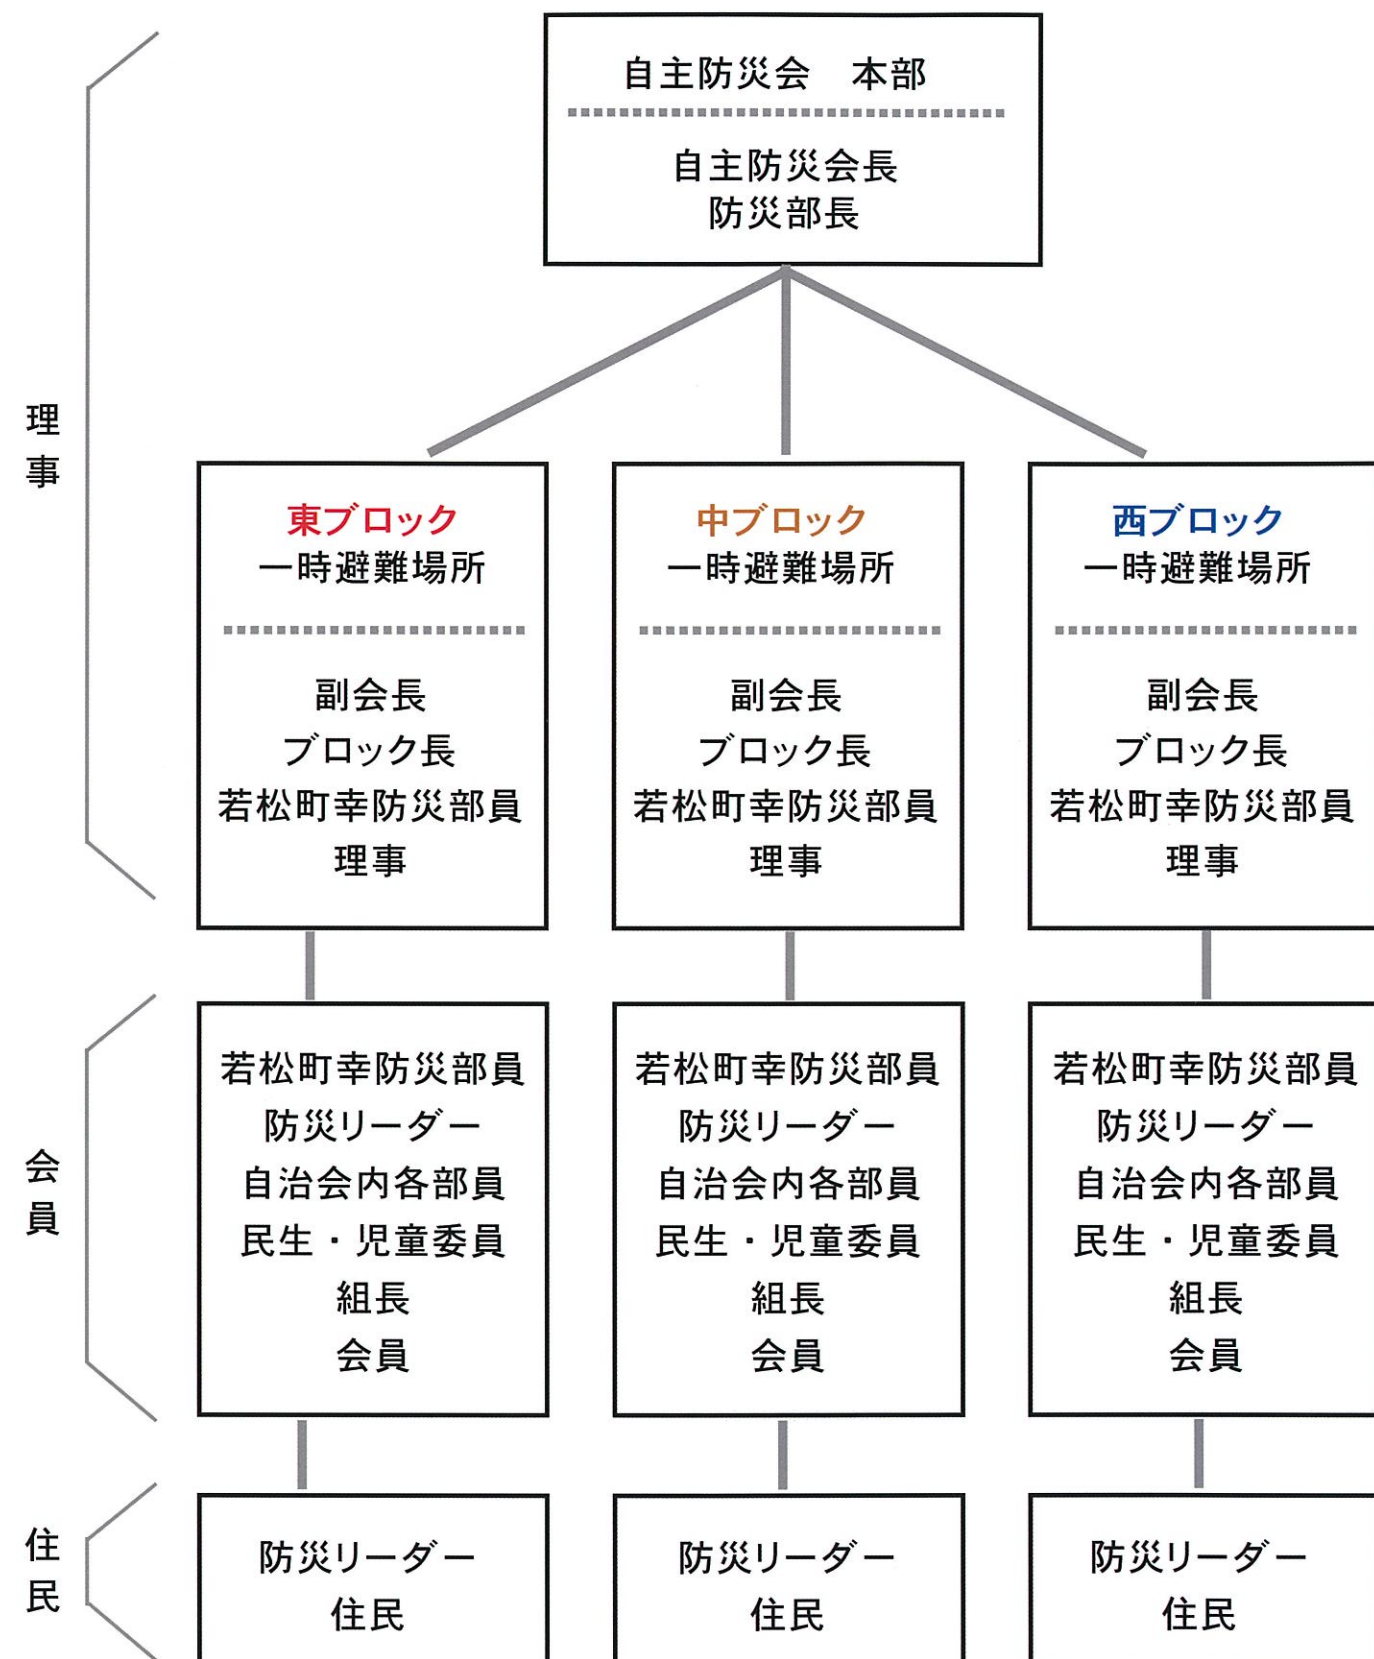 自主防災会　本部
自主防災会長
防災部長
理事
東ブロック
一時避難場所
副会長
ブロック長
若松町幸防災部員
理事
中ブロック
一時避難場所
副会長
ブロック長
若松町幸防災部員
理事
西ブロック
一時避難場所
副会長
ブロック長
若松町幸防災部員
理事
会員
若松町幸防災部員
防災リーダー
自治会内各部員
民生・児童委員
組長
会員
若松町幸防災部員
防災リーダー
自治会内各部員
民生・児童委員
組長
会員
若松町幸防災部員
防災リーダー
自治会内各部員
民生・児童委員
組長
会員
住民
防災リーダー
住民
防災リーダー
住民
防災リーダー
住民